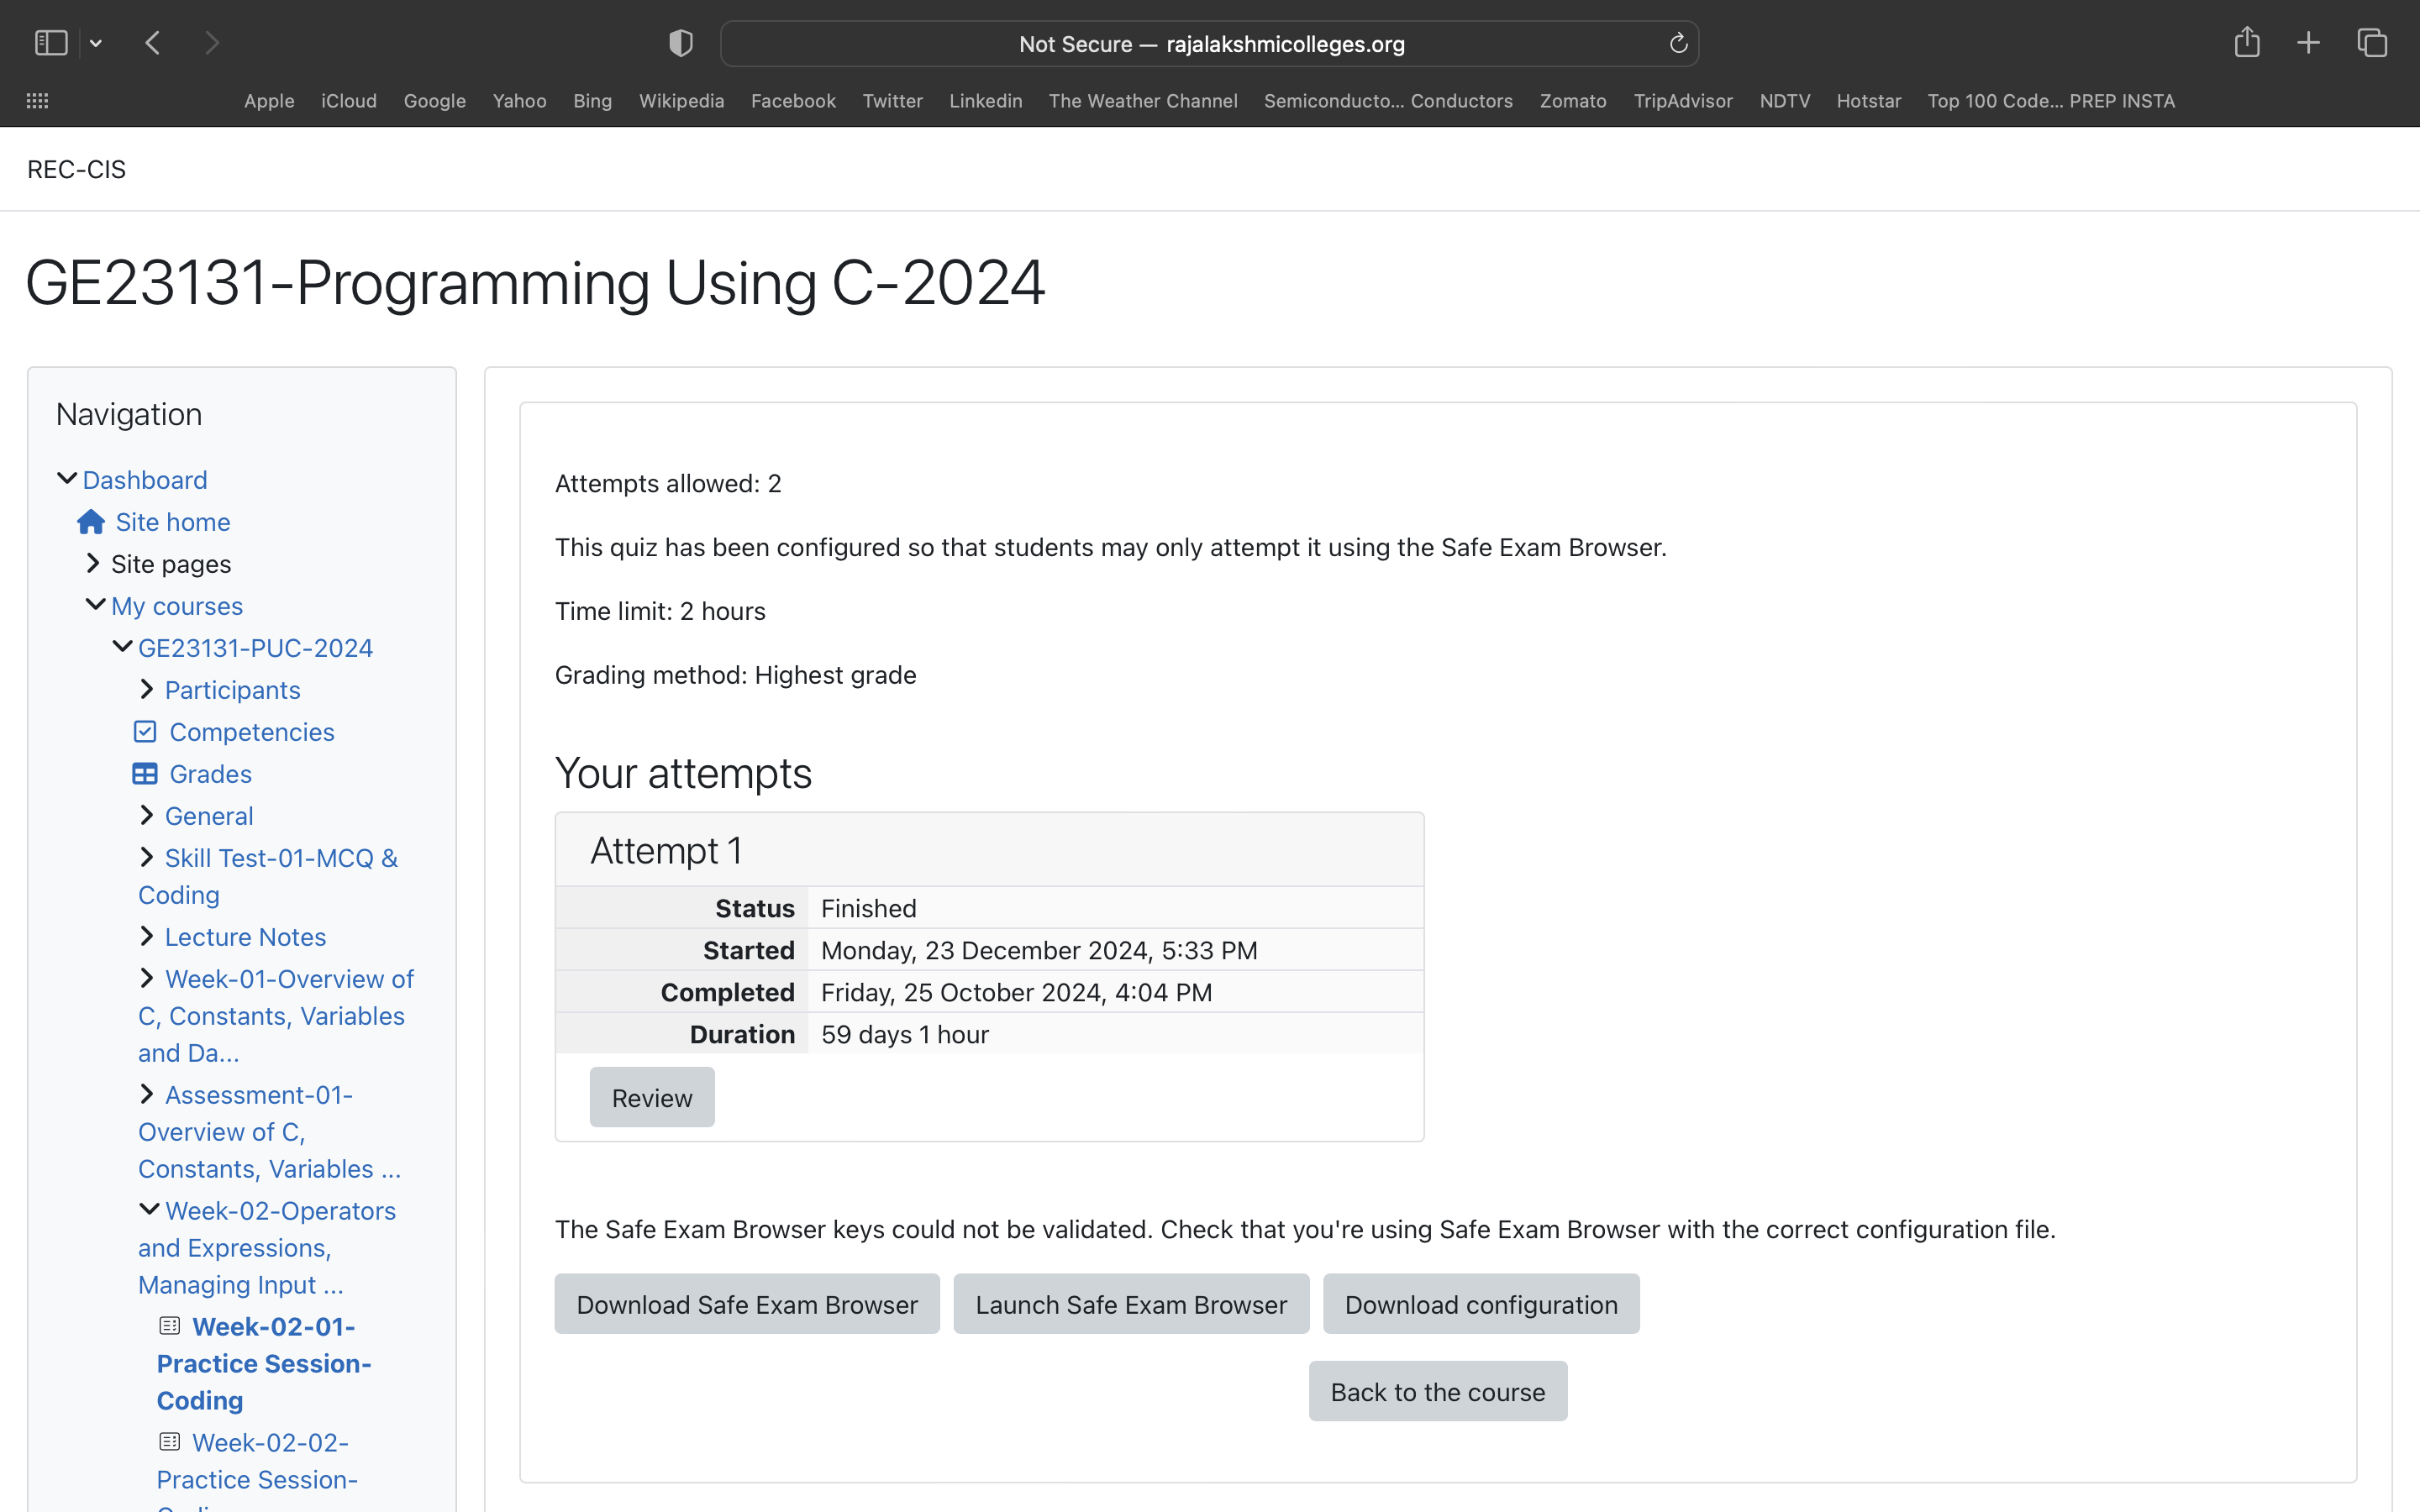 Not Secure — rajalakshmicolleges.org
Apple iCloud Google Yahoo Bing Wikipedia Facebook Twitter Linkedin The Weather Channel Semiconducto... Conductors Zomato TripAdvisor NDTV Hotstar Top 100 Code... PREP INSTA
REC-CIS
GE23131-Programming Using C-2024
Navigation
Dashboard
Site home
Site pages
My courses
GE23131-PUC-2024
Participants
Competencies
Grades
General
Skill Test-01-MCQ &
Coding
Lecture Notes
Week-01-Overview of
C, Constants, Variables
and Da...
Assessment-01-
Overview of C,
Constants, Variables ...
Week-02-Operators
and Expressions,
Managing Input ...
Week-02-01-
Practice Session-
Coding
Week-02-02-
Practice Session-
Attempts allowed: 2
This quiz has been configured so that students may only attempt it using the Safe Exam Browser.
Time limit: 2 hours
Grading method: Highest grade
Your attempts
Attempt 1
Status Finished
Started Monday, 23 December 2024, 5:33 PM
Completed Friday, 25 October 2024, 4:04 PM
Duration 59 days 1 hour
Review
The Safe Exam Browser keys could not be validated. Check that you're using Safe Exam Browser with the correct configuration file.
Download Safe Exam Browser Launch Safe Exam Browser Download configuration
Back to the course